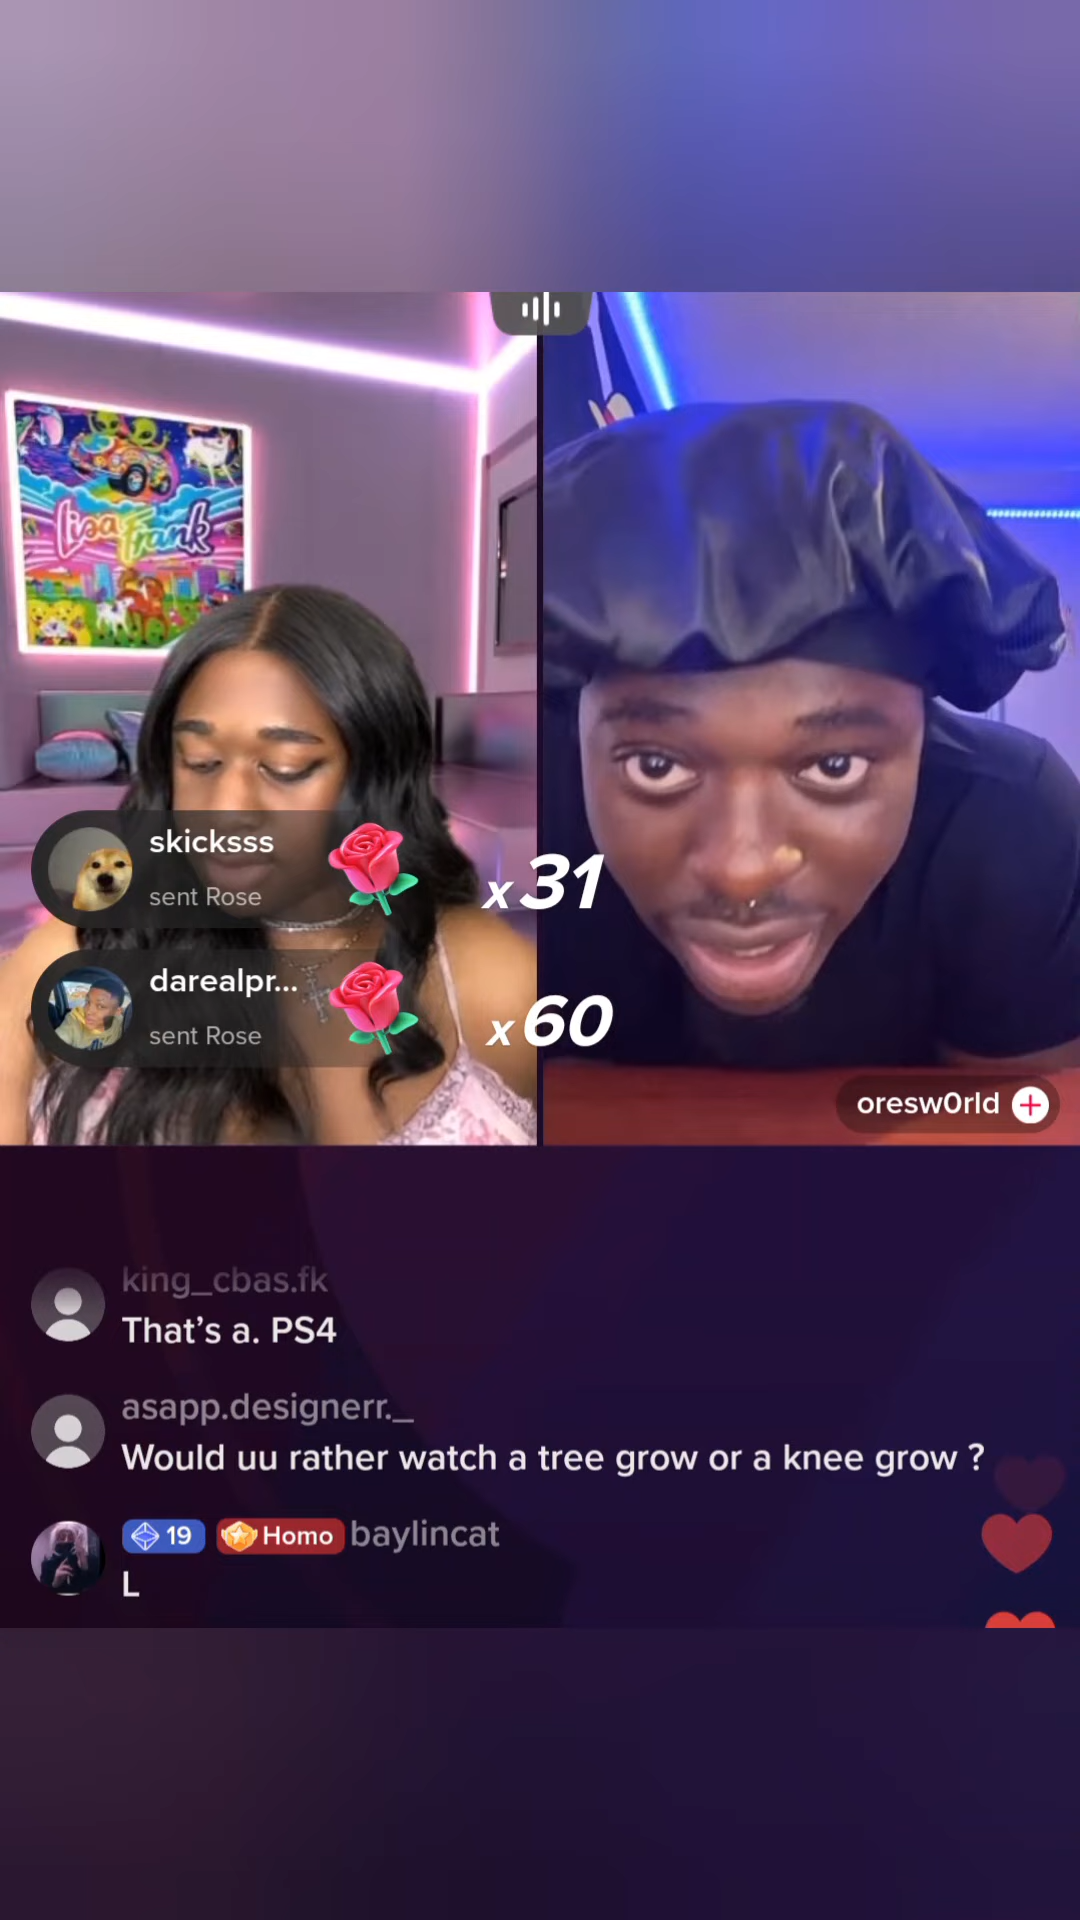 Lisa Frank
skicksss
sent Rose
x31
darealpr...
sent Rose
x60
oresw0rld
king_cbas.fk
That’s a. PS4
asapp.designerr._
Would uu rather watch a tree grow or a knee grow ?
19 Homo baylincat
L